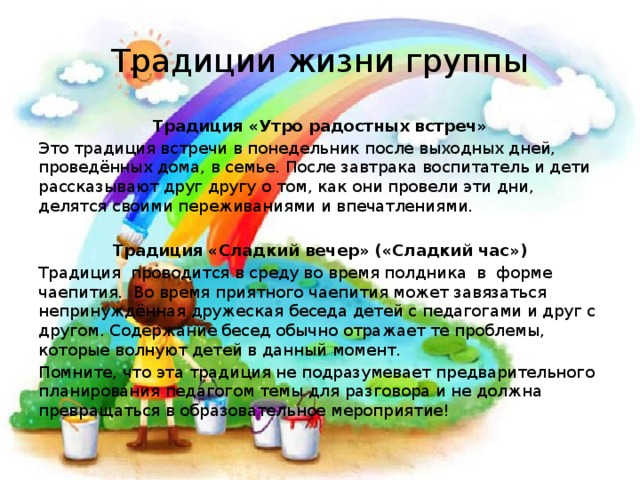 Традиции жизни группы
Традиция «Утро радостных встреч»
Это традиция встречи в понедельник после выходных дней,
проведённых дома, в семье. После завтрака воспитатель и дети
рассказывают друг другу о том, как они провели эти дни,
делятся своими переживаниями и впечатлениями.
Традиция «Сладкий вечер» («Сладкий час»)
Традиция проводится в среду во время полдника в форме
чаепития. Во время приятного чаепития может завязаться
непринуждённая дружеская беседа детей с педагогами и друг с
другом. Содержание бесед обычно отражает те проблемы,
которые волнуют детей в данный момент.
Помните, что эта традиция не подразумевает предварительного
планирования педагогом темы для разговора и не должна
превращаться в образовательное мероприятие!